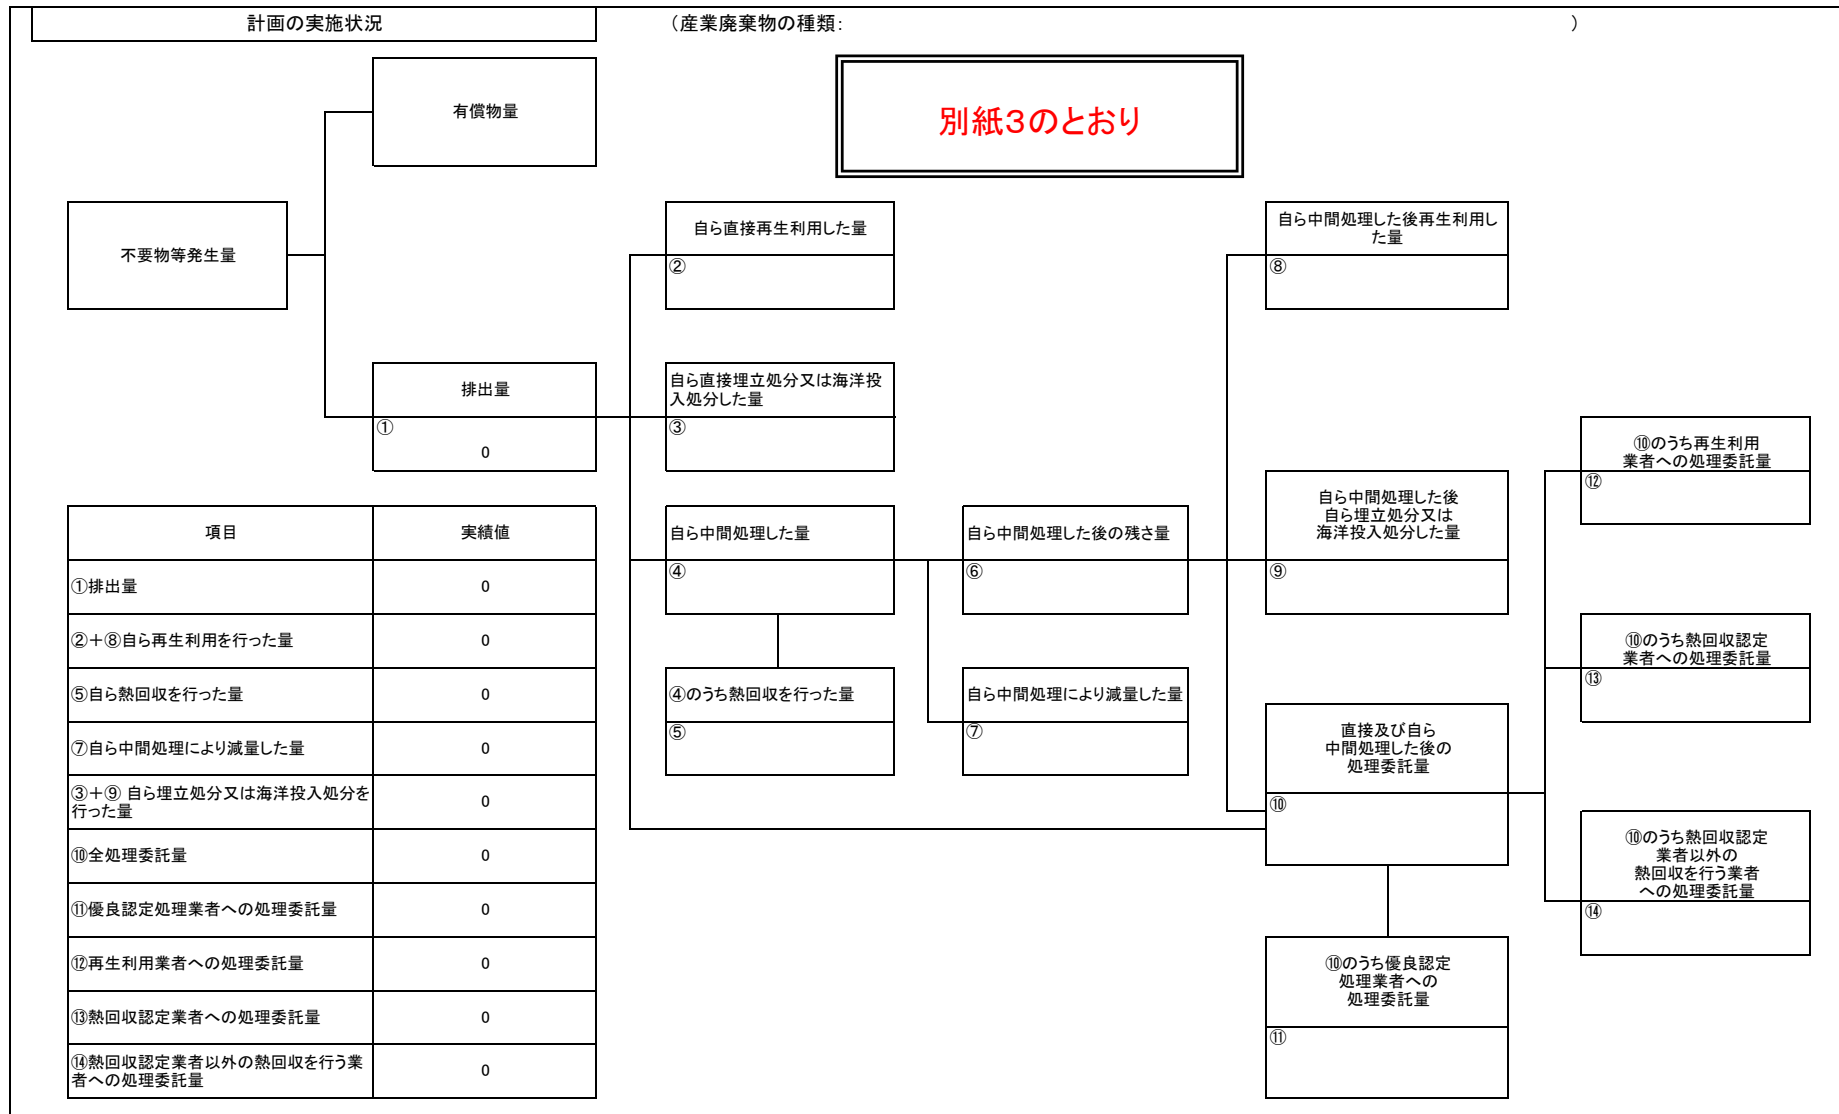 計画の実施状況
（産業廃棄物の種類： ）
有償物量
別紙3のとおり
不要物等発生量
自ら直接再生利用した量
②
自ら中間処理した後再生利用し
た量
⑧
排出量
①
0
自ら直接埋立処分又は海洋投
入処分した量
③
⑩のうち再生利用
業者への処理委託量
⑫
自ら中間処理した量
④
自ら中間処理した後の残さ量
⑥
自ら中間処理した後
自ら埋立処分又は
海洋投入処分した量
⑨
⑩のうち熱回収認定
業者への処理委託量
⑬
④のうち熱回収を行った量
⑤
自ら中間処理により減量した量
⑦
直接及び自ら
中間処理した後の
処理委託量
⑩
⑩のうち熱回収認定
業者以外の
熱回収を行う業者
への処理委託量
⑭
⑩のうち優良認定
処理業者への
処理委託量
⑪
項目 実績値
①排出量 0
②＋⑧自ら再生利用を行った量 0
⑤自ら熱回収を行った量 0
⑦自ら中間処理により減量した量 0
③＋⑨ 自ら埋立処分又は海洋投入処分を
行った量 0
⑩全処理委託量 0
⑪優良認定処理業者への処理委託量 0
⑫再生利用業者への処理委託量 0
⑬熱回収認定業者への処理委託量 0
⑭熱回収認定業者以外の熱回収を行う業
者への処理委託量 0